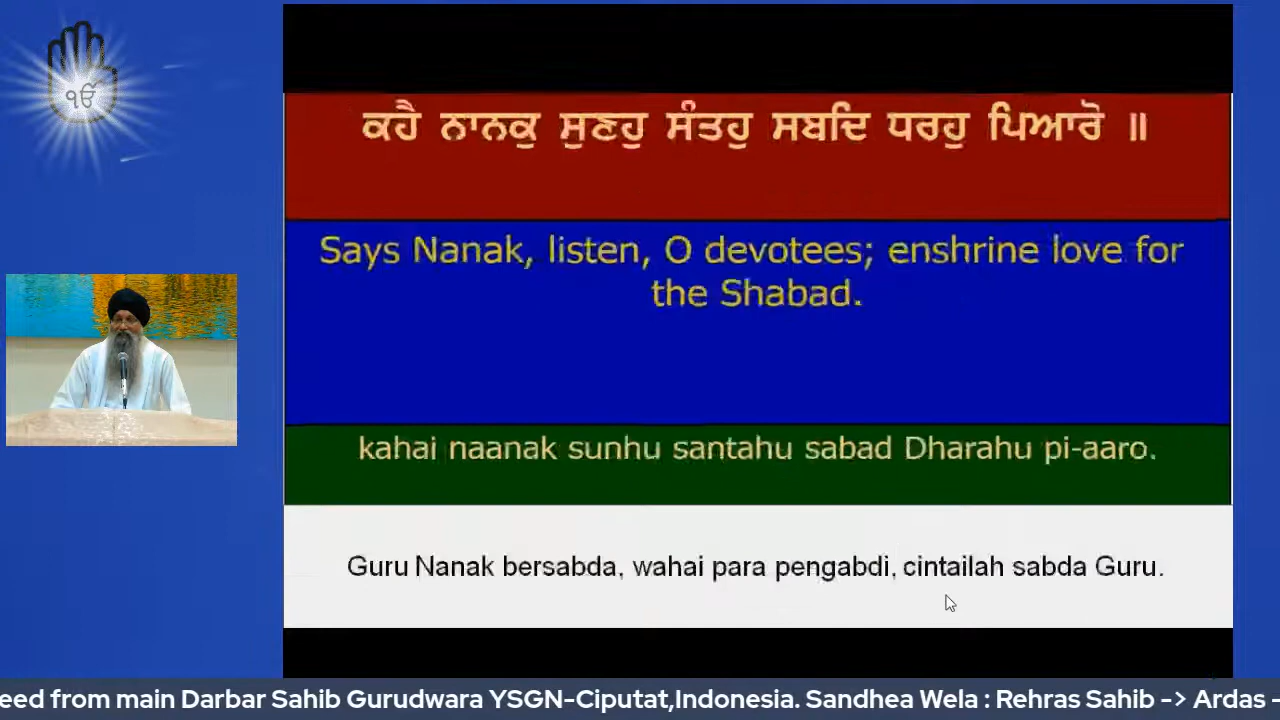 ੴ
ਕਹੈ ਨਾਨਕੁ ਸੁਣਹੁ ਸੰਤਹੁ ਸਬਦਿ ਧਰਹੁ ਪਿਆਰੋ ॥
Says Nanak, listen, O devotees; enshrine love for
the Shabad.
kahai naanak sunhu santahu sabad Dharahu pi-aaro.
Guru Nanak bersabda, wahai para pengabdi, cintailah sabda Guru.
eed from main Darbar Sahib Gurudwara YSGN-Ciputat,Indonesia. Sandhea Wela : Rehras Sahib -> Ardas -